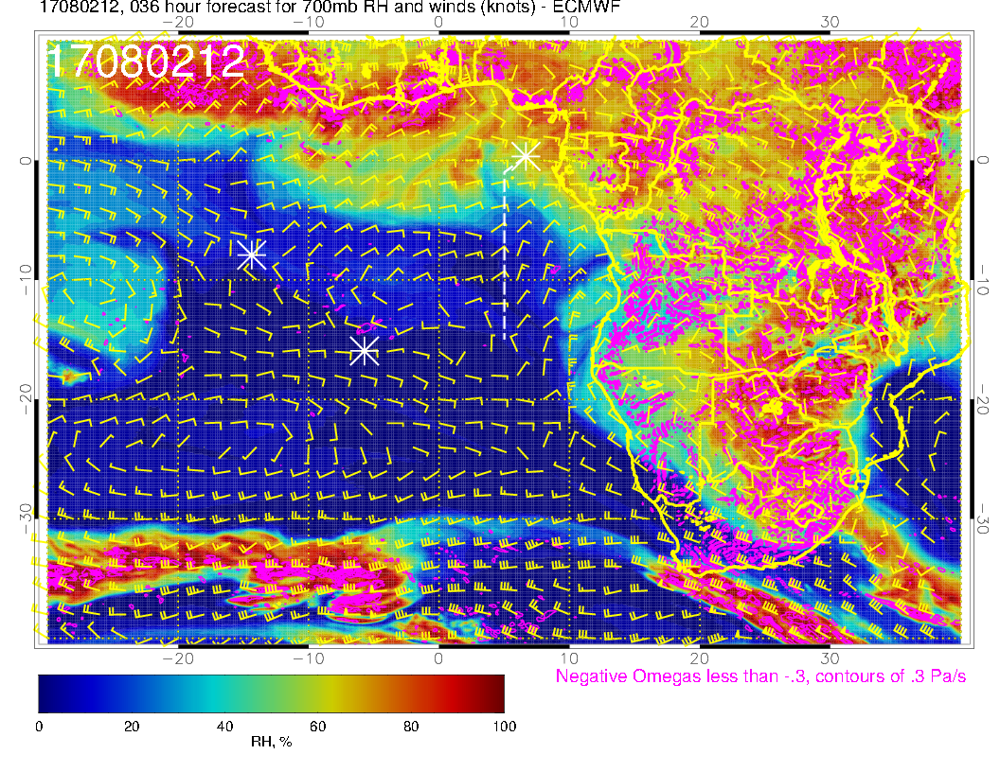 17080212, 036 hour forecast for 700mb RH and winds (knots) - ECMWF
-20 -10 0 10 20 30
17080212
0 0
-10 -10
-20 -20
-30 -30
-20 -10 0 10 20 30
Negative Omegas less than -.3, contours of .3 Pa/s
0 20 40 60 80 100
RH, %